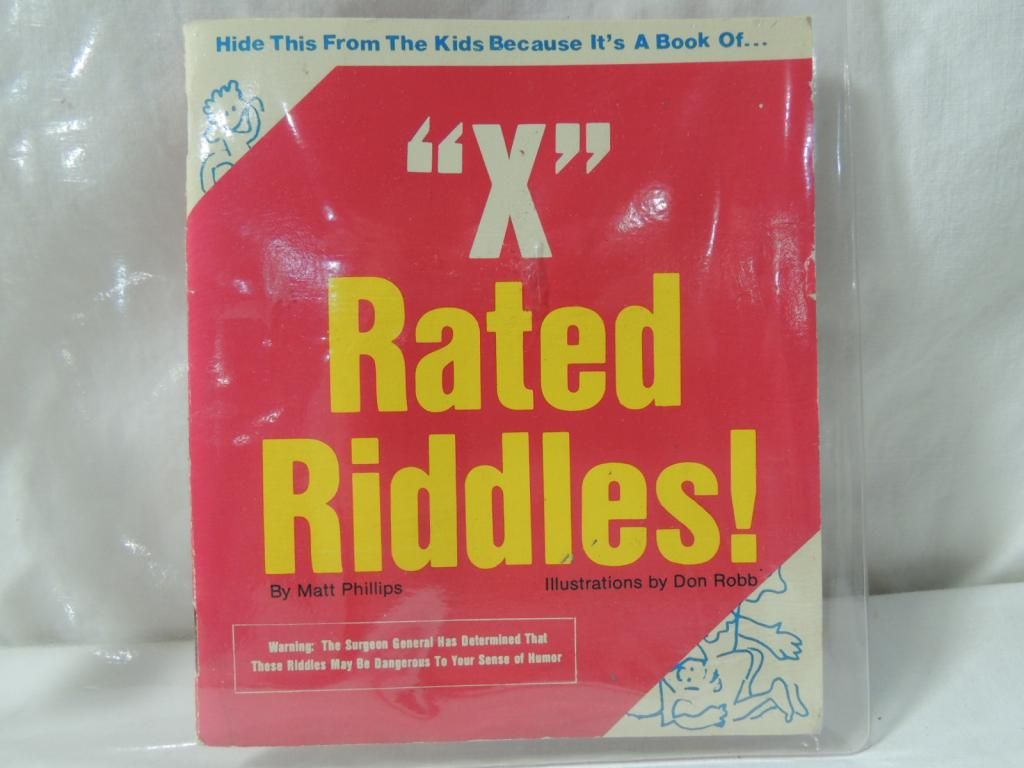 Hide This From The Kids Because It's A Book Of...
“X”
Rated
Riddles!
By Matt Phillips
Illustrations by Don Robb
Warning: The Surgeon General Has Determined That
These Riddles May Be Dangerous To Your Sense of Humor